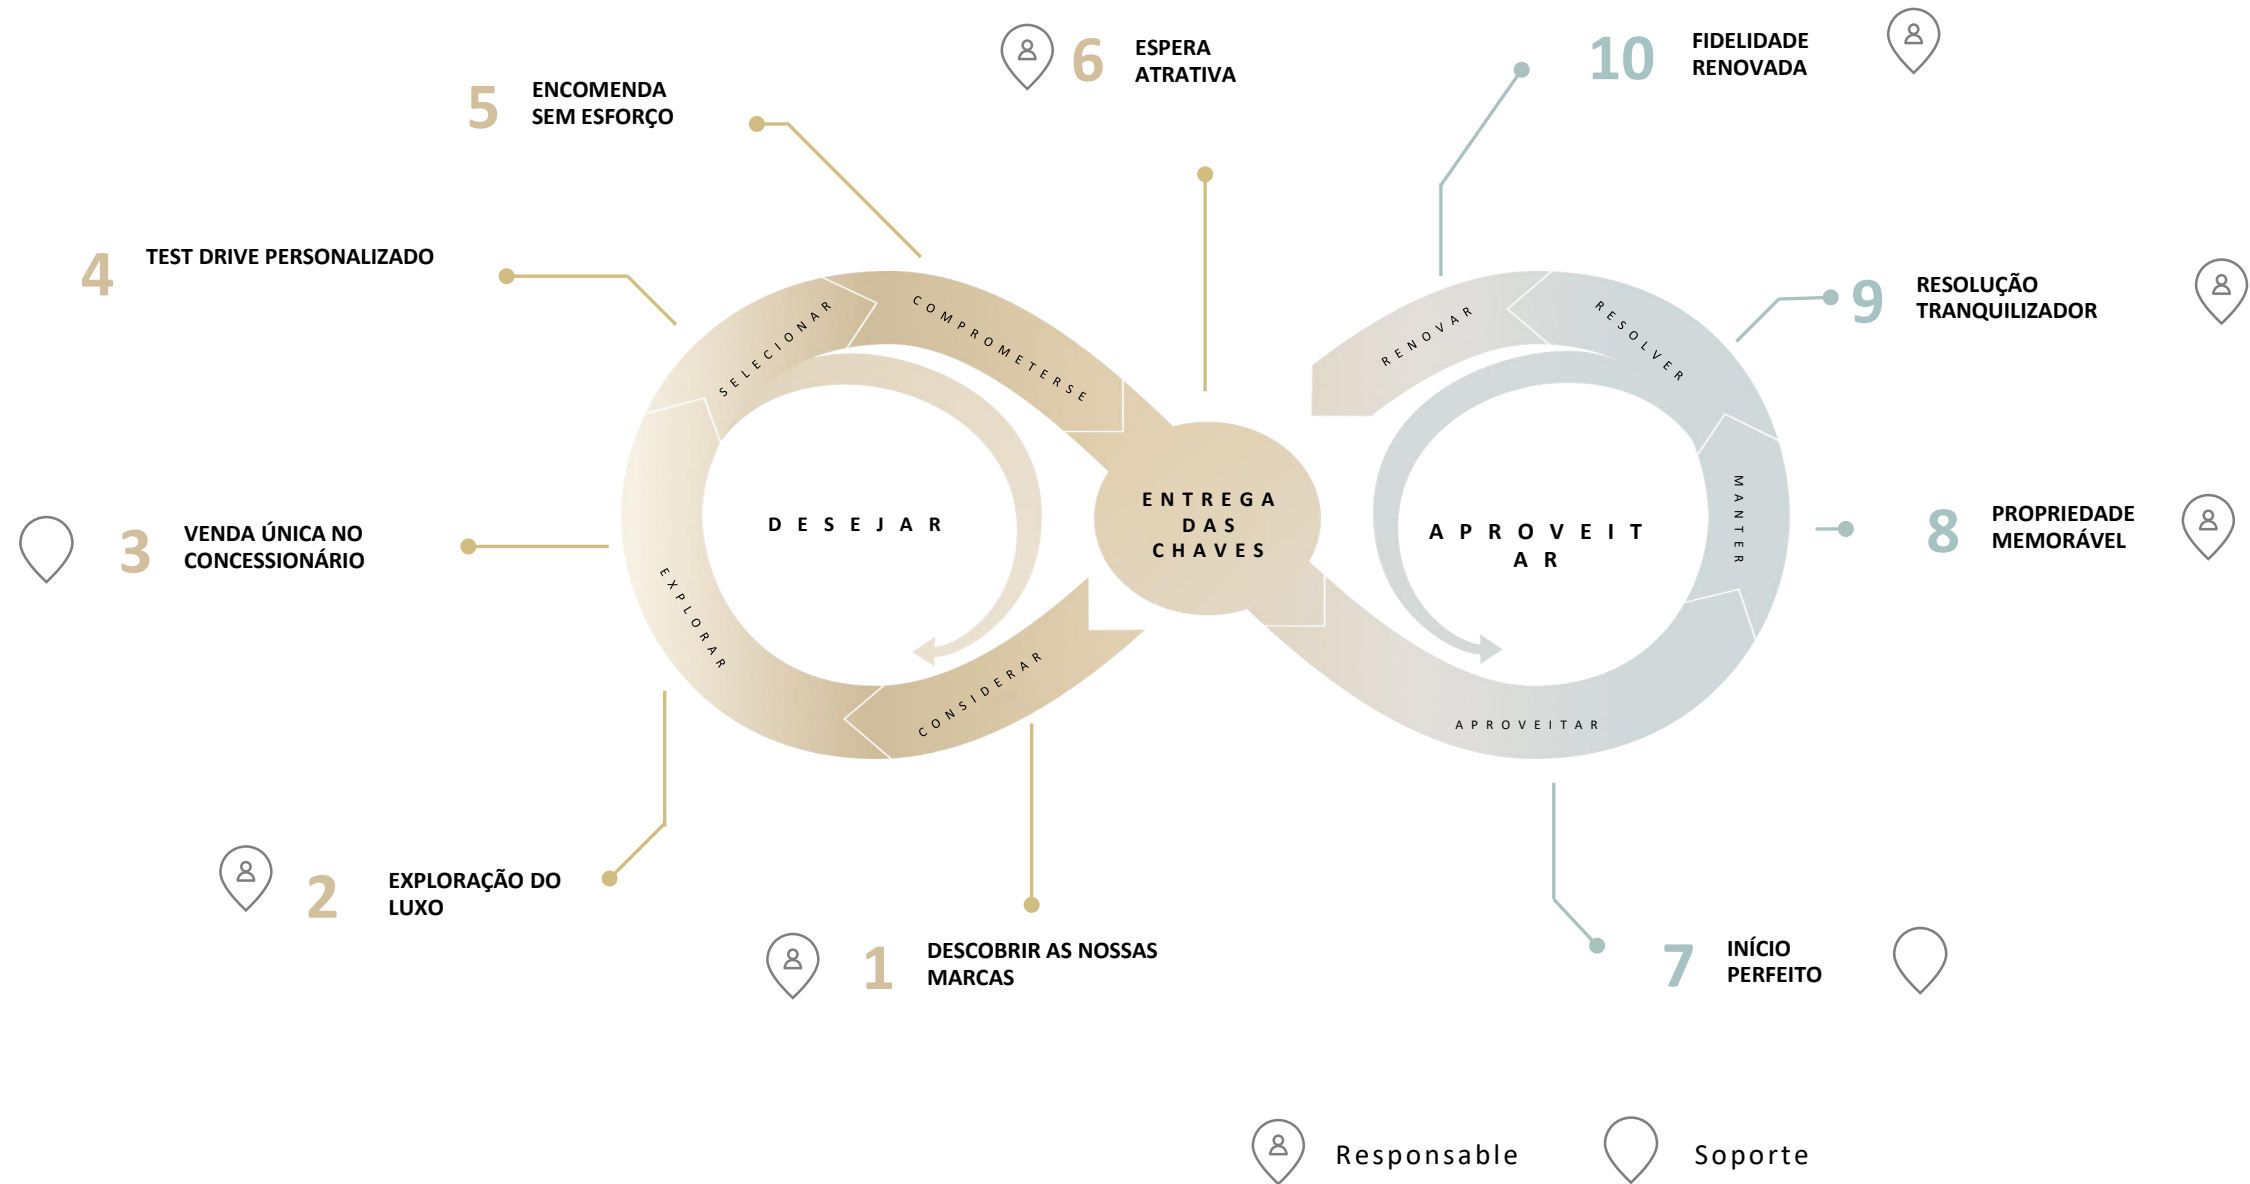 6
ESPERA
ATRATIVA
10
FIDELIDADE
RENOVADA
5
ENCOMENDA
SEM ESFORÇO
4
TEST DRIVE PERSONALIZADO
9
RESOLUÇÃO
TRANQUILIZADOR
3
VENDA ÚNICA NO
CONCESSIONÁRIO
8
PROPRIEDADE
MEMORÁVEL
SELECIONAR
COMPROMETERSE
RENOVAR
RESOLVER
DESEJAR
ENTREGA
DAS
CHAVES
APROVEIT
AR
MANTER
EXPLORAR
CONSIDERAR
APROVEITAR
2
EXPLORAÇÃO DO
LUXO
1
DESCOBRIR AS NOSSAS
MARCAS
7
INÍCIO
PERFEITO
Responsable
Soporte